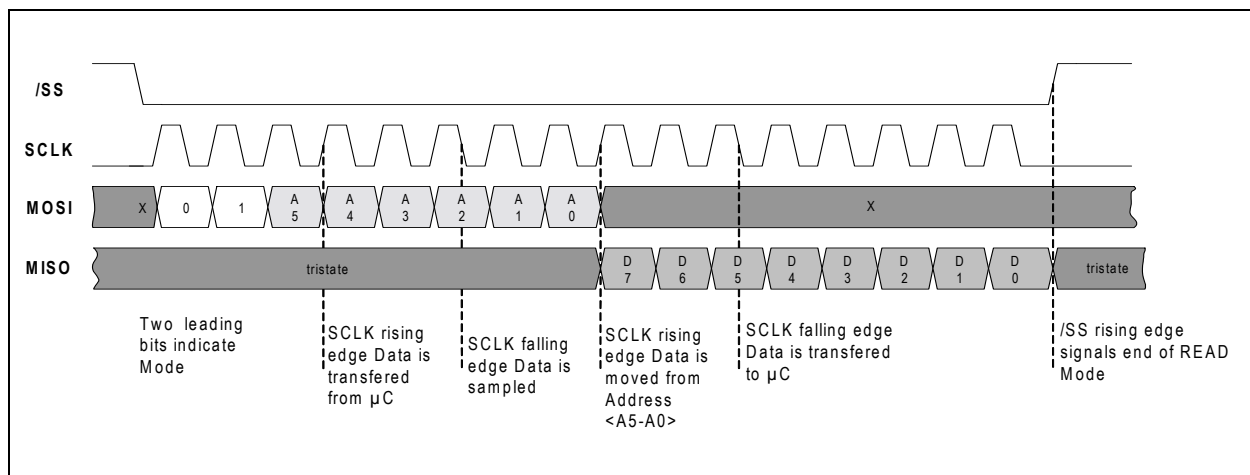 /SS
SCLK
MOSI
X
0
1
A
5
A
4
A
3
A
2
A
1
A
0
X
MISO
tristate
D
7
D
6
D
5
D
4
D
3
D
2
D
1
D
0
tristate
Two leading
bits indicate
Mode
SCLK rising
edge Data is
transfered
from µC
SCLK falling
edge Data is
sampled
SCLK rising
edge Data is
moved from
Address
<A5-A0>
SCLK falling edge
Data is transfered
to µC
/SS rising edge
signals end of READ
Mode